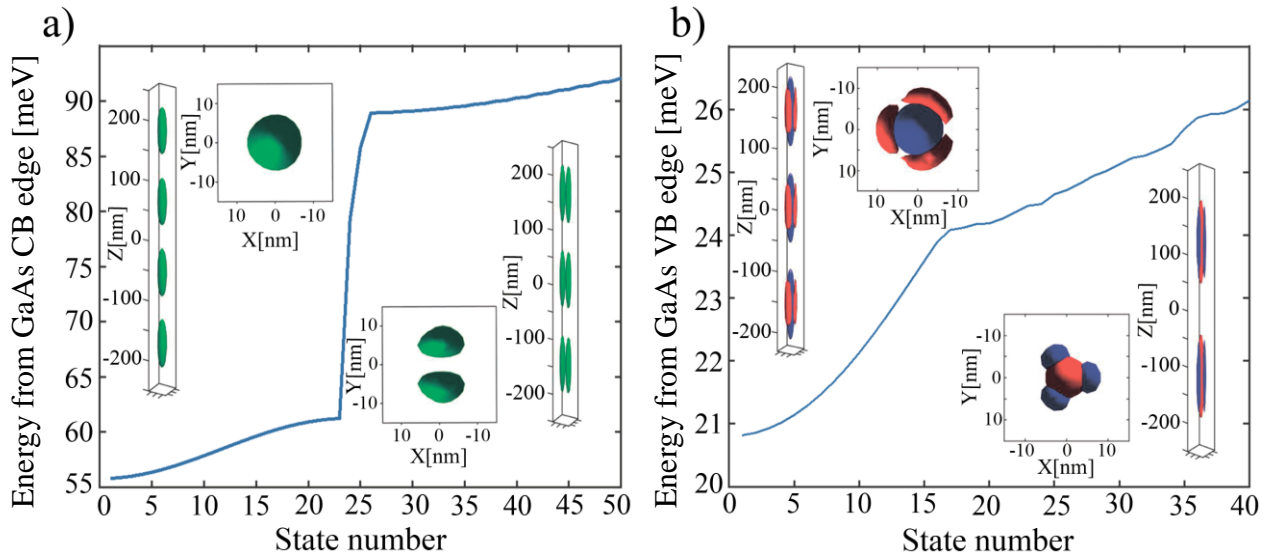 a)
Energy from GaAs CB edge [meV]
90
85
80
75
70
65
60
55
0 5 10 15 20 25 30 35 40 45 50
State number
200
100
0
-100
-200
Z[nm]
-10
0
10
Y[nm]
10 0 -10
X[nm]
-10
0
10
Y[nm]
10 0 -10
X[nm]
200
100
0
-100
-200
Z[nm]
b)
Energy from GaAs VB edge [meV]
26
25
24
23
22
21
20
0 5 10 15 20 25 30 35 40
State number
200
100
0
-100
-200
Z[nm]
-10
0
10
Y[nm]
10 0 -10
X[nm]
-10
0
10
Y[nm]
-10 0 10
X[nm]
200
100
0
-100
-200
Z[nm]